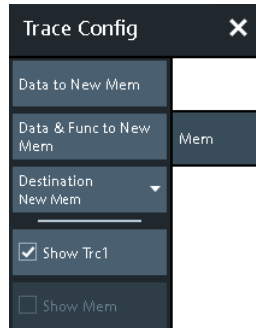 Trace Config
Data to New Mem
Data & Func to New
Mem
Mem
Destination
New Mem
Show Trc1
Show Mem